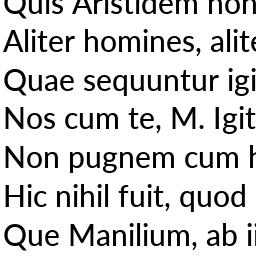 Quis Aristidem non
Aliter homines, alite
Quae sequuntur igi
Nos cum te, M. Igit
Non pugnem cum h
Hic nihil fuit, quod
Que Manilium, ab ii